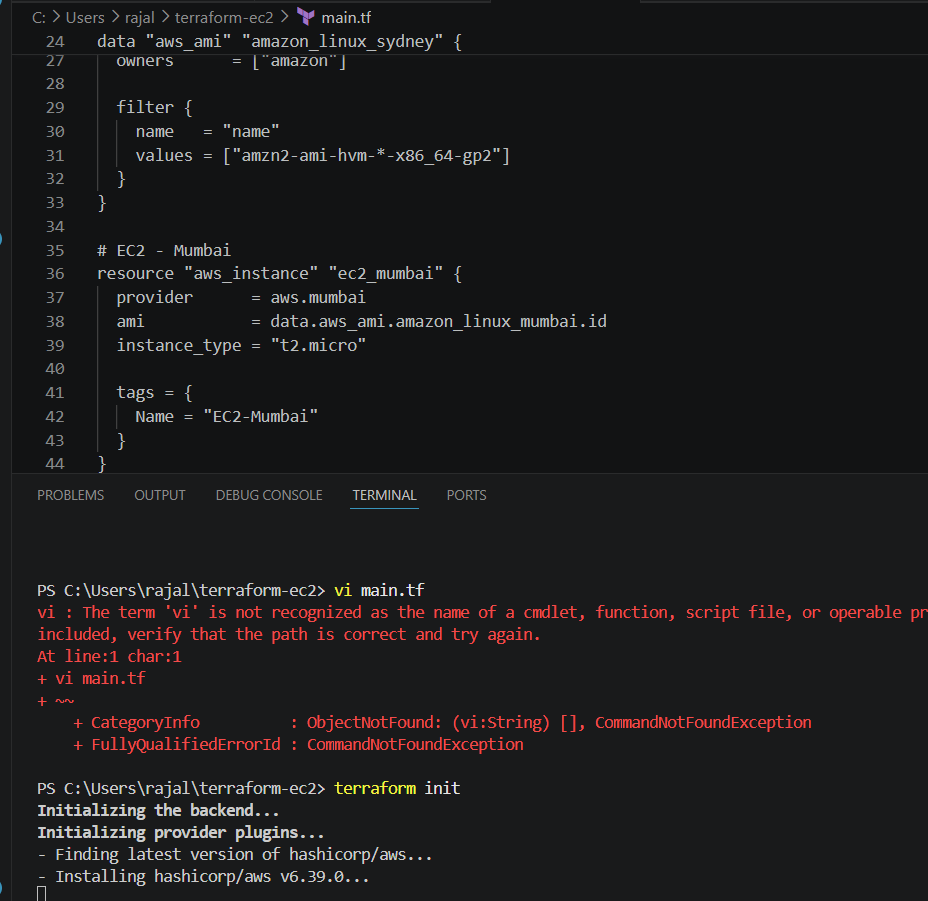 C: > Users > rajal > terraform-ec2 > main.tf
24 data "aws_ami" "amazon_linux_sydney" {
27 owners      = ["amazon"]
28
29 filter {
30 name   = "name"
31 values = ["amzn2-ami-hvm-*-x86_64-gp2"]
32 }
33 }
34
35 # EC2 - Mumbai
36 resource "aws_instance" "ec2_mumbai" {
37 provider      = aws.mumbai
38 ami           = data.aws_ami.amazon_linux_mumbai.id
39 instance_type = "t2.micro"
40
41 tags = {
42 Name = "EC2-Mumbai"
43 }
44 }
PROBLEMS OUTPUT DEBUG CONSOLE TERMINAL PORTS
PS C:\Users\rajal\terraform-ec2> vi main.tf
vi : The term 'vi' is not recognized as the name of a cmdlet, function, script file, or operable pr
included, verify that the path is correct and try again.
At line:1 char:1
+ vi main.tf
+ ~~
    + CategoryInfo          : ObjectNotFound: (vi:String) [], CommandNotFoundException
    + FullyQualifiedErrorId : CommandNotFoundException
PS C:\Users\rajal\terraform-ec2> terraform init
Initializing the backend...
Initializing provider plugins...
- Finding latest version of hashicorp/aws...
- Installing hashicorp/aws v6.39.0...